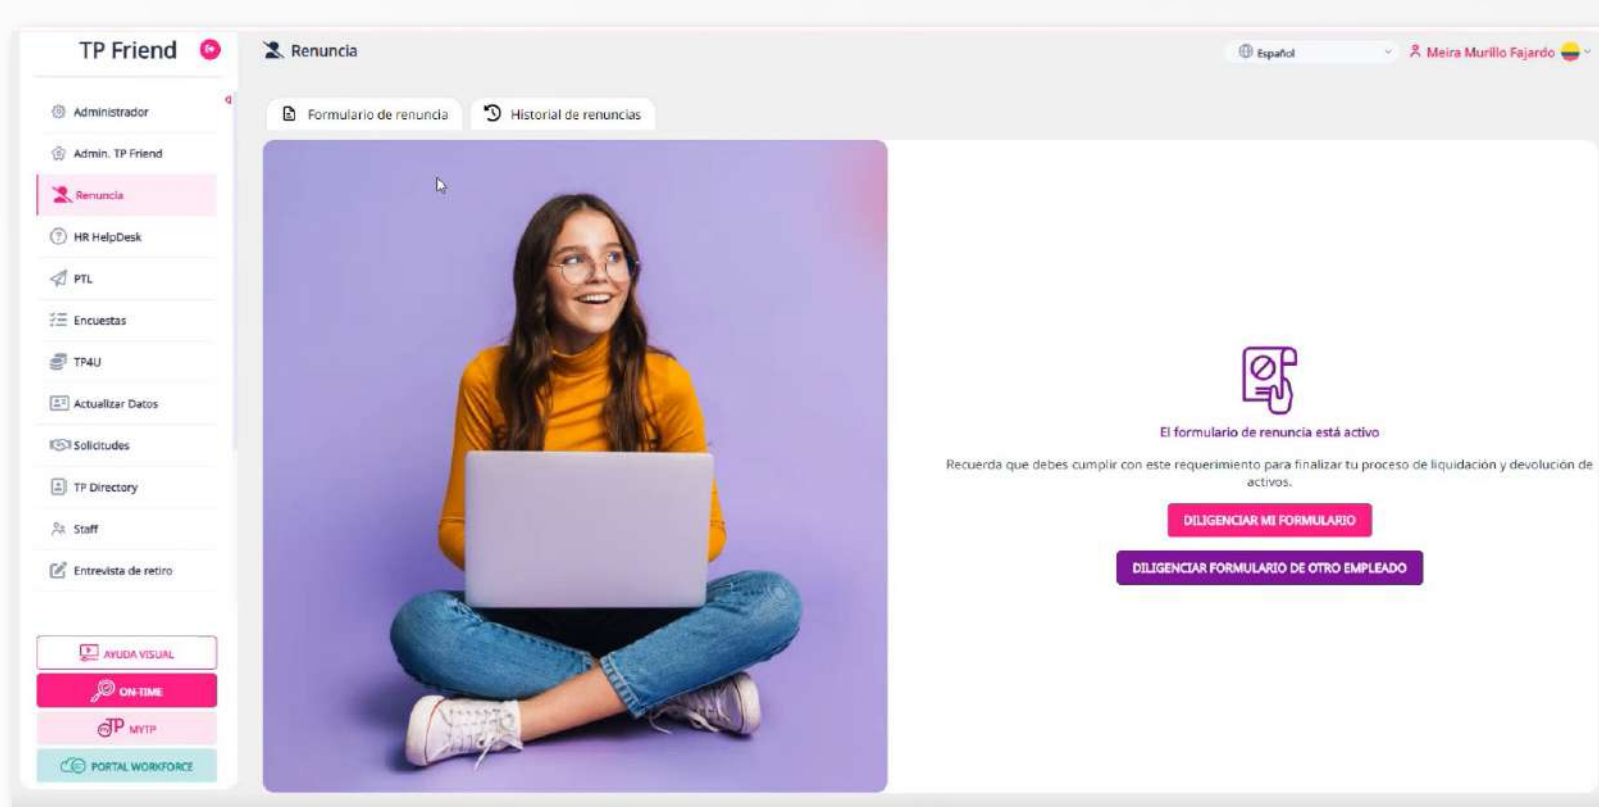 TP Friend
Renuncia
Español
Meira Murillo Fajardo
Administrador
Admin. TP Friend
Renuncia
HR HelpDesk
PTL
Encuestas
TP4U
Actualizar Datos
Solicitudes
TP Directory
Staff
Entrevista de retiro
AYUDA VISUAL
ON-TIME
TP MYTP
PORTAL WORKFORCE
Formulario de renuncia
Historial de renuncias
El formulario de renuncia está activo
Recuerda que debes cumplir con este requerimiento para finalizar tu proceso de liquidación y devolución de
activos.
DILIGENCIAR MI FORMULARIO
DILIGENCIAR FORMULARIO DE OTRO EMPLEADO